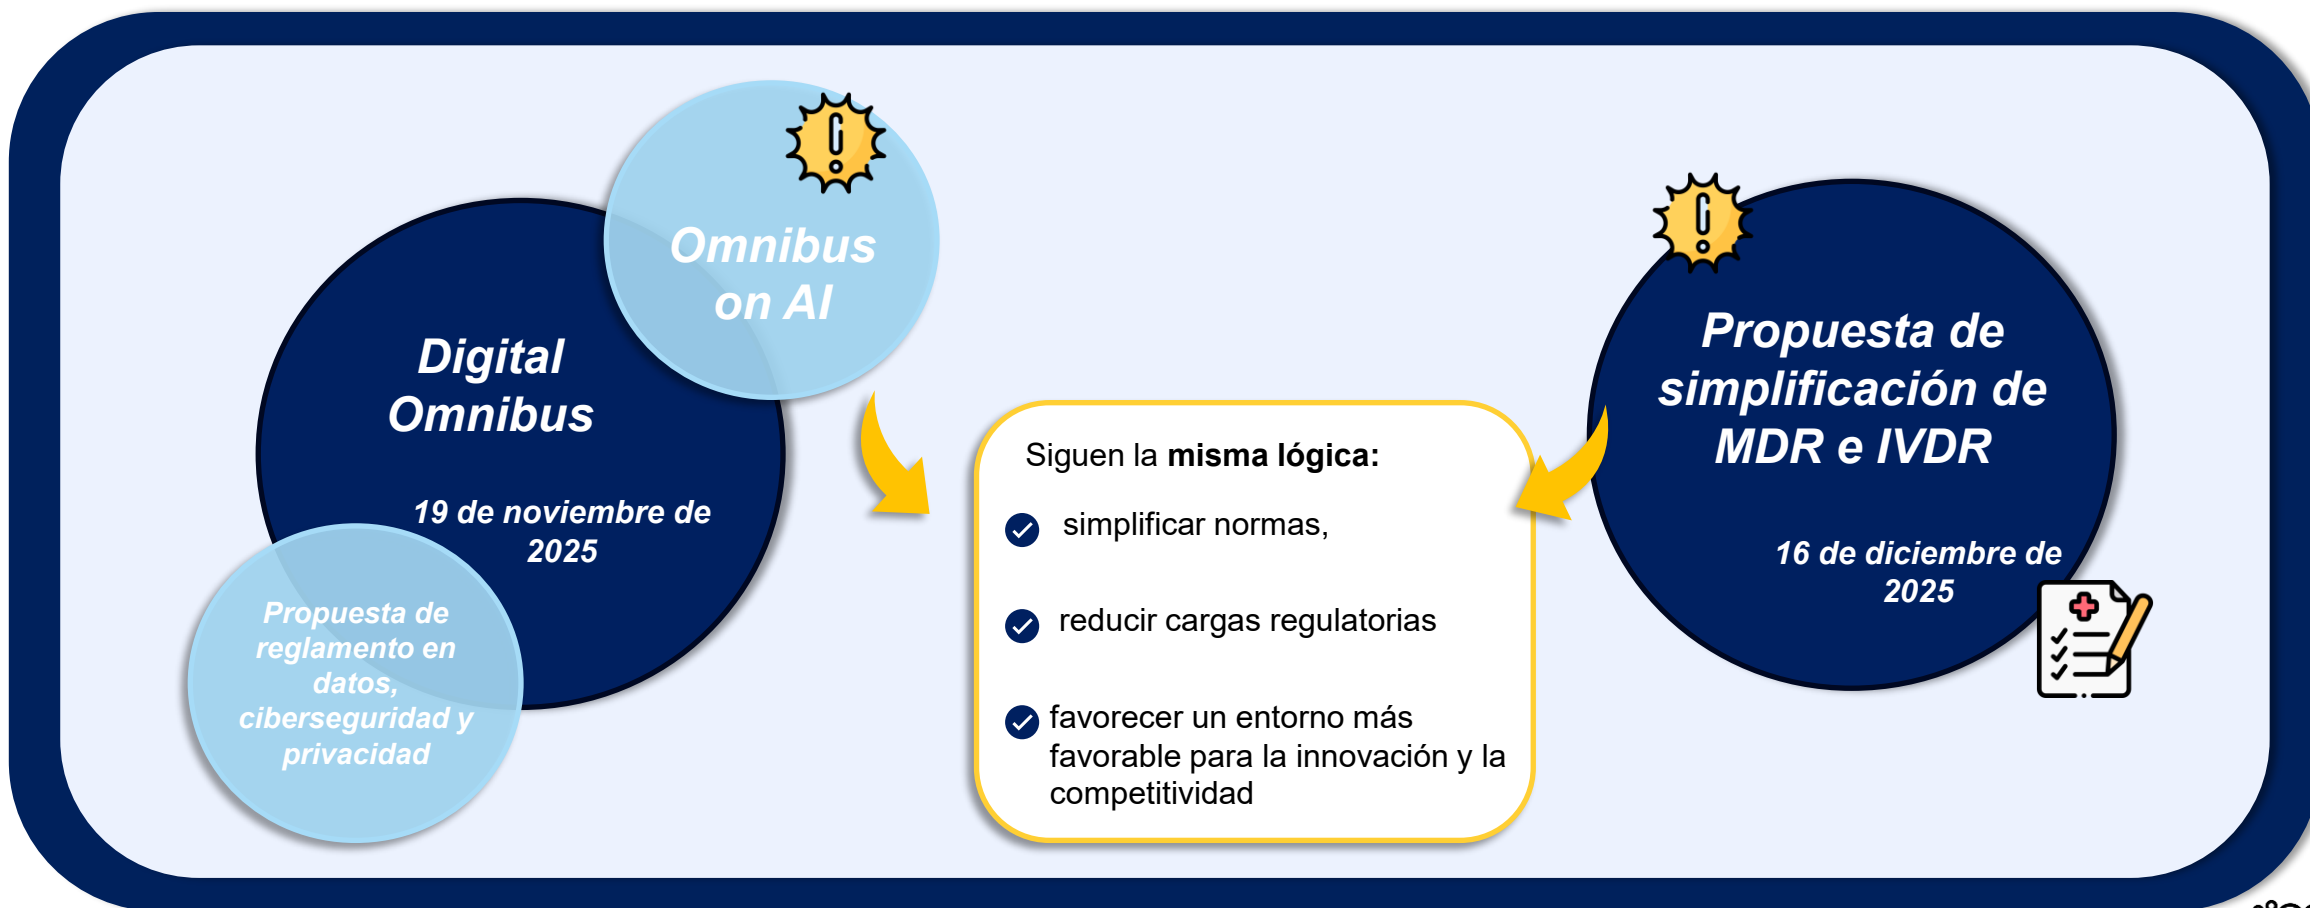 Omnibus
on AI
Digital
Omnibus
19 de noviembre de
2025
Propuesta de
reglamento en
datos,
ciberseguridad y
privacidad
Siguen la misma lógica:
simplificar normas,
reducir cargas regulatorias
favorecer un entorno más
favorable para la innovación y la
competitividad
Propuesta de
simplificación de
MDR e IVDR
16 de diciembre de
2025